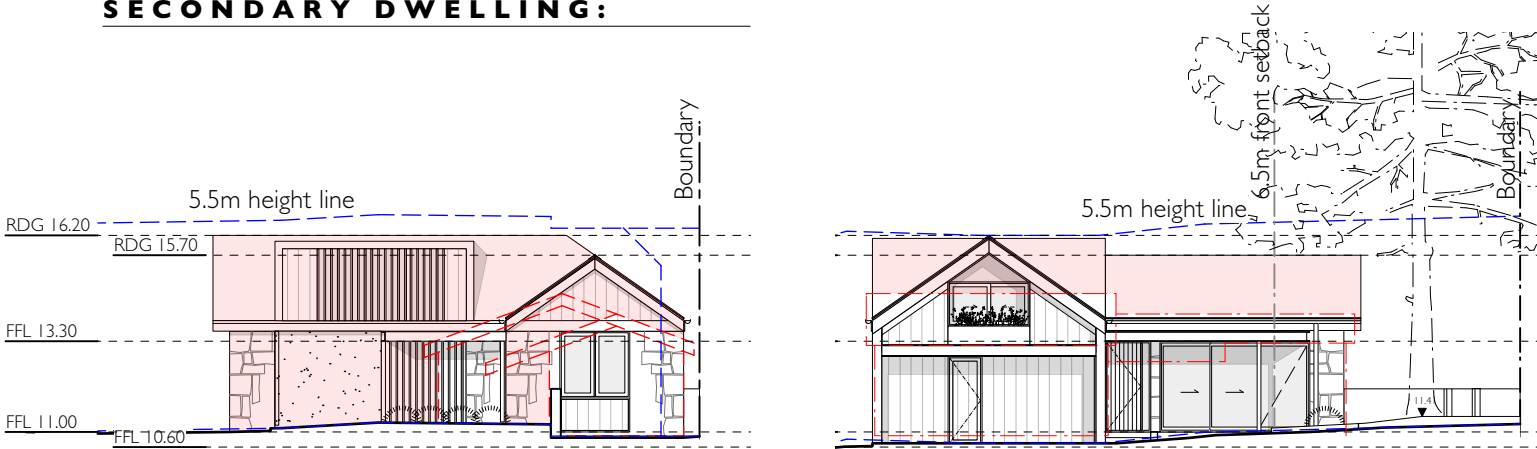 SECONDARY DWELLING:
5.5m height line
Boundary
RDG 16.20
RDG 15.70
FFL 13.30
FFL 11.00
FFL 10.60
5.5m height line
6.5m front setback
Boundary
11.4